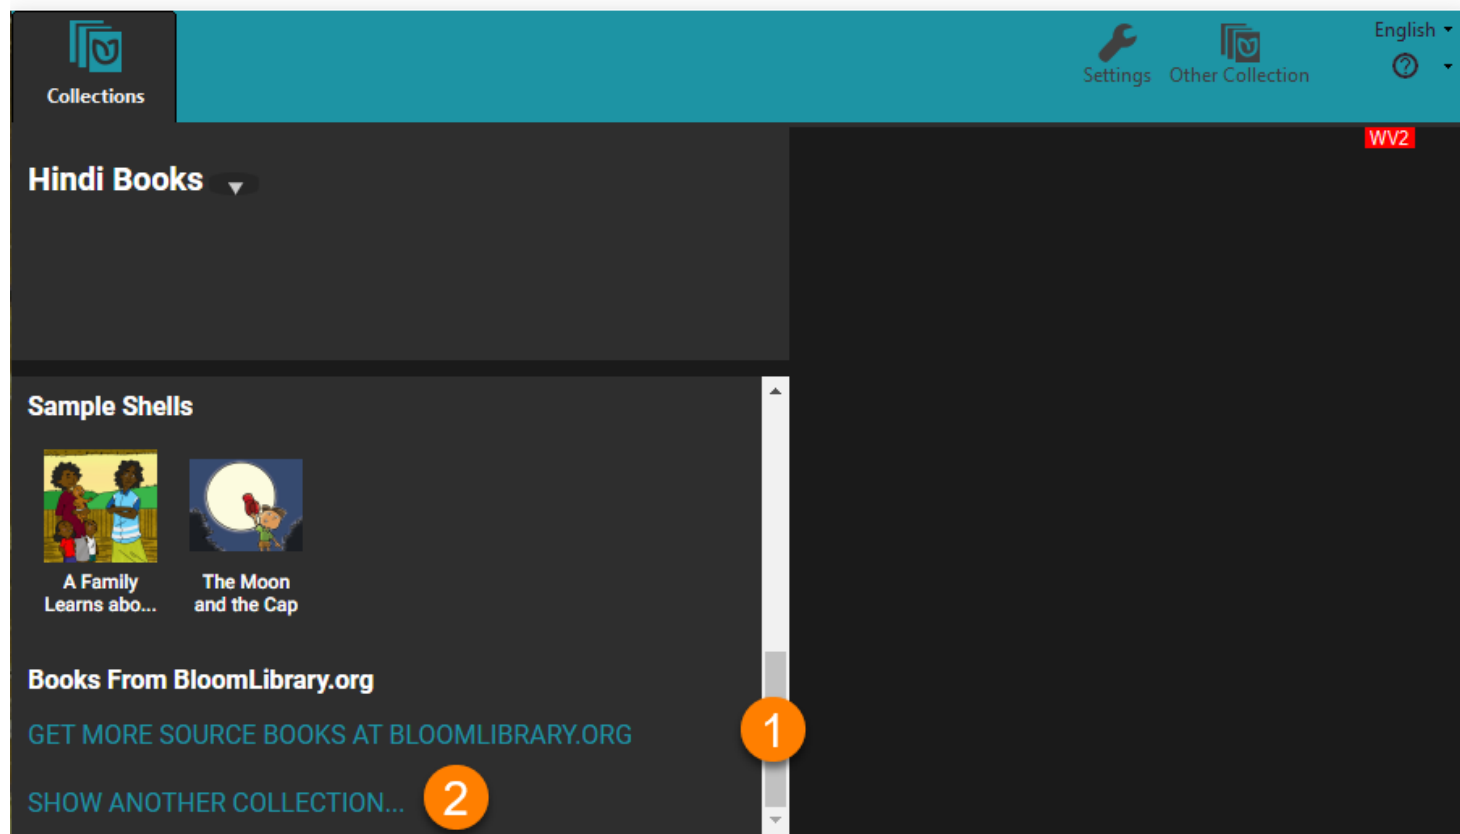 Collections
Settings
Other Collection
English
WV2
Hindi Books
Sample Shells
A Family
Learns abo...
The Moon
and the Cap
Books From BloomLibrary.org
GET MORE SOURCE BOOKS AT BLOOMLIBRARY.ORG
1
SHOW ANOTHER COLLECTION...
2